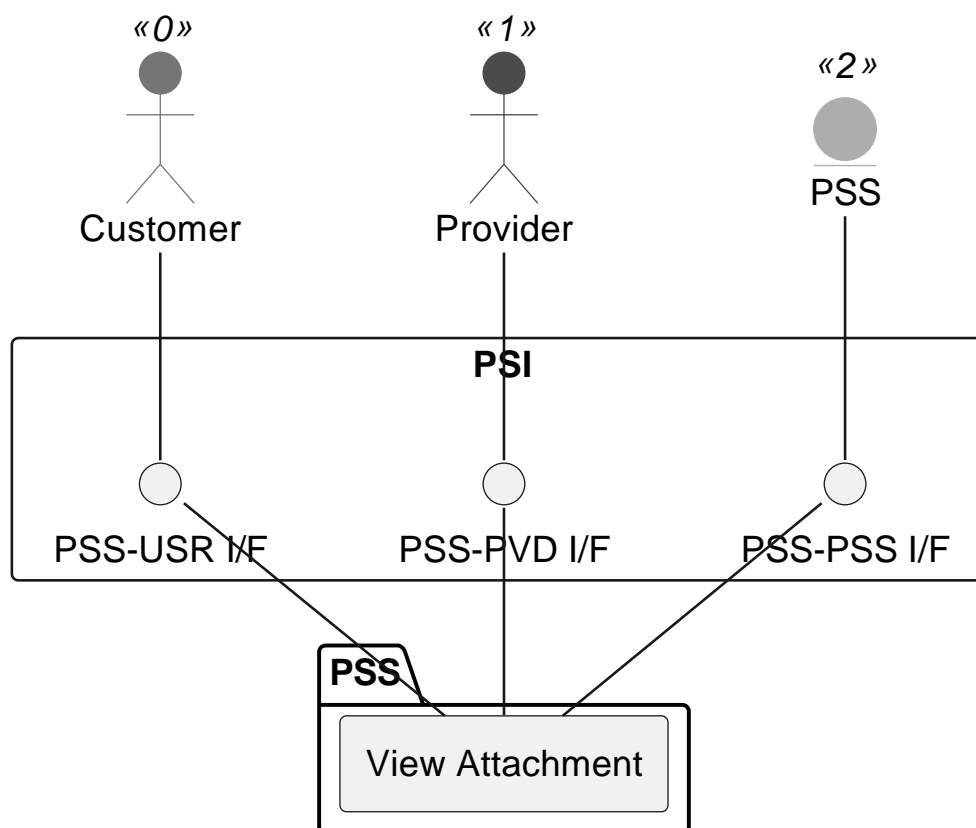 «0»
«1»
«2»
Customer
Provider
PSS
PSI
PSS-USR I/F
PSS-PVD I/F
PSS-PSS I/F
PSS
View Attachment